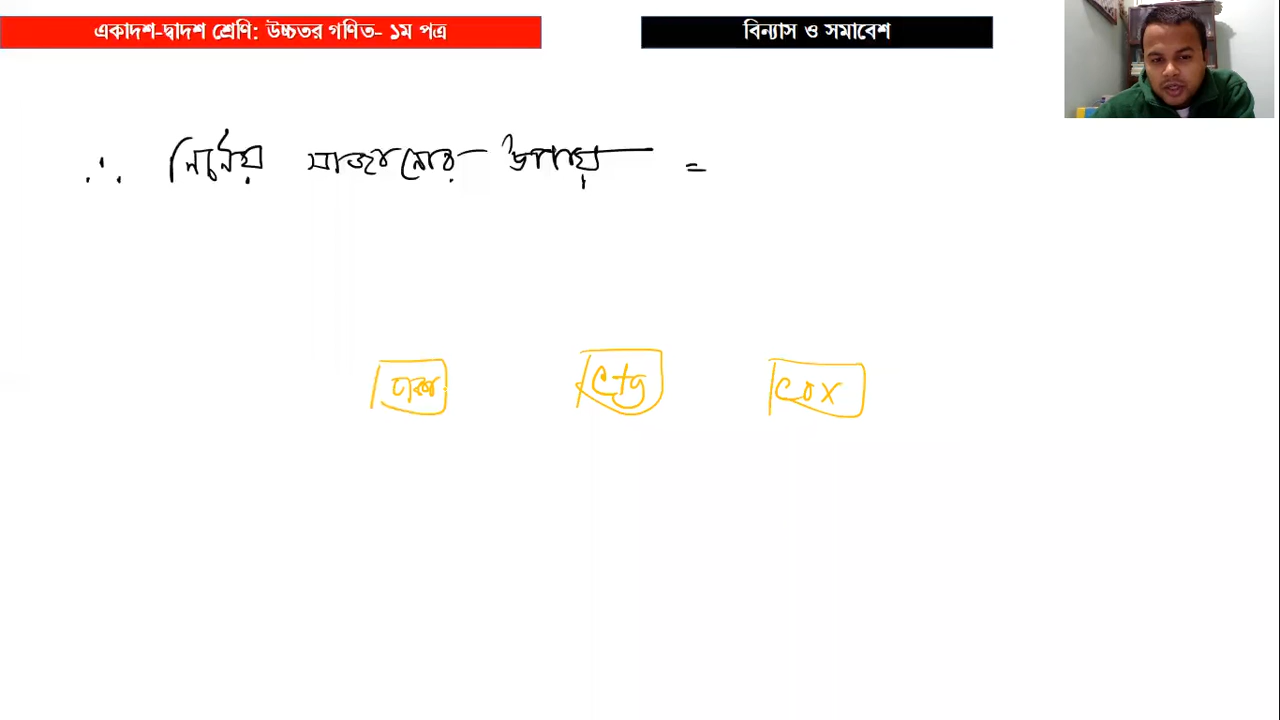 একাদশ-দ্বাদশ শ্রেণি: উচ্চতর গণিত- ১ম পত্র
বিন্যাস ও সমাবেশ
∴ নির্ণেয় সাজানোর উপায় =
ঢাকা ctg cox